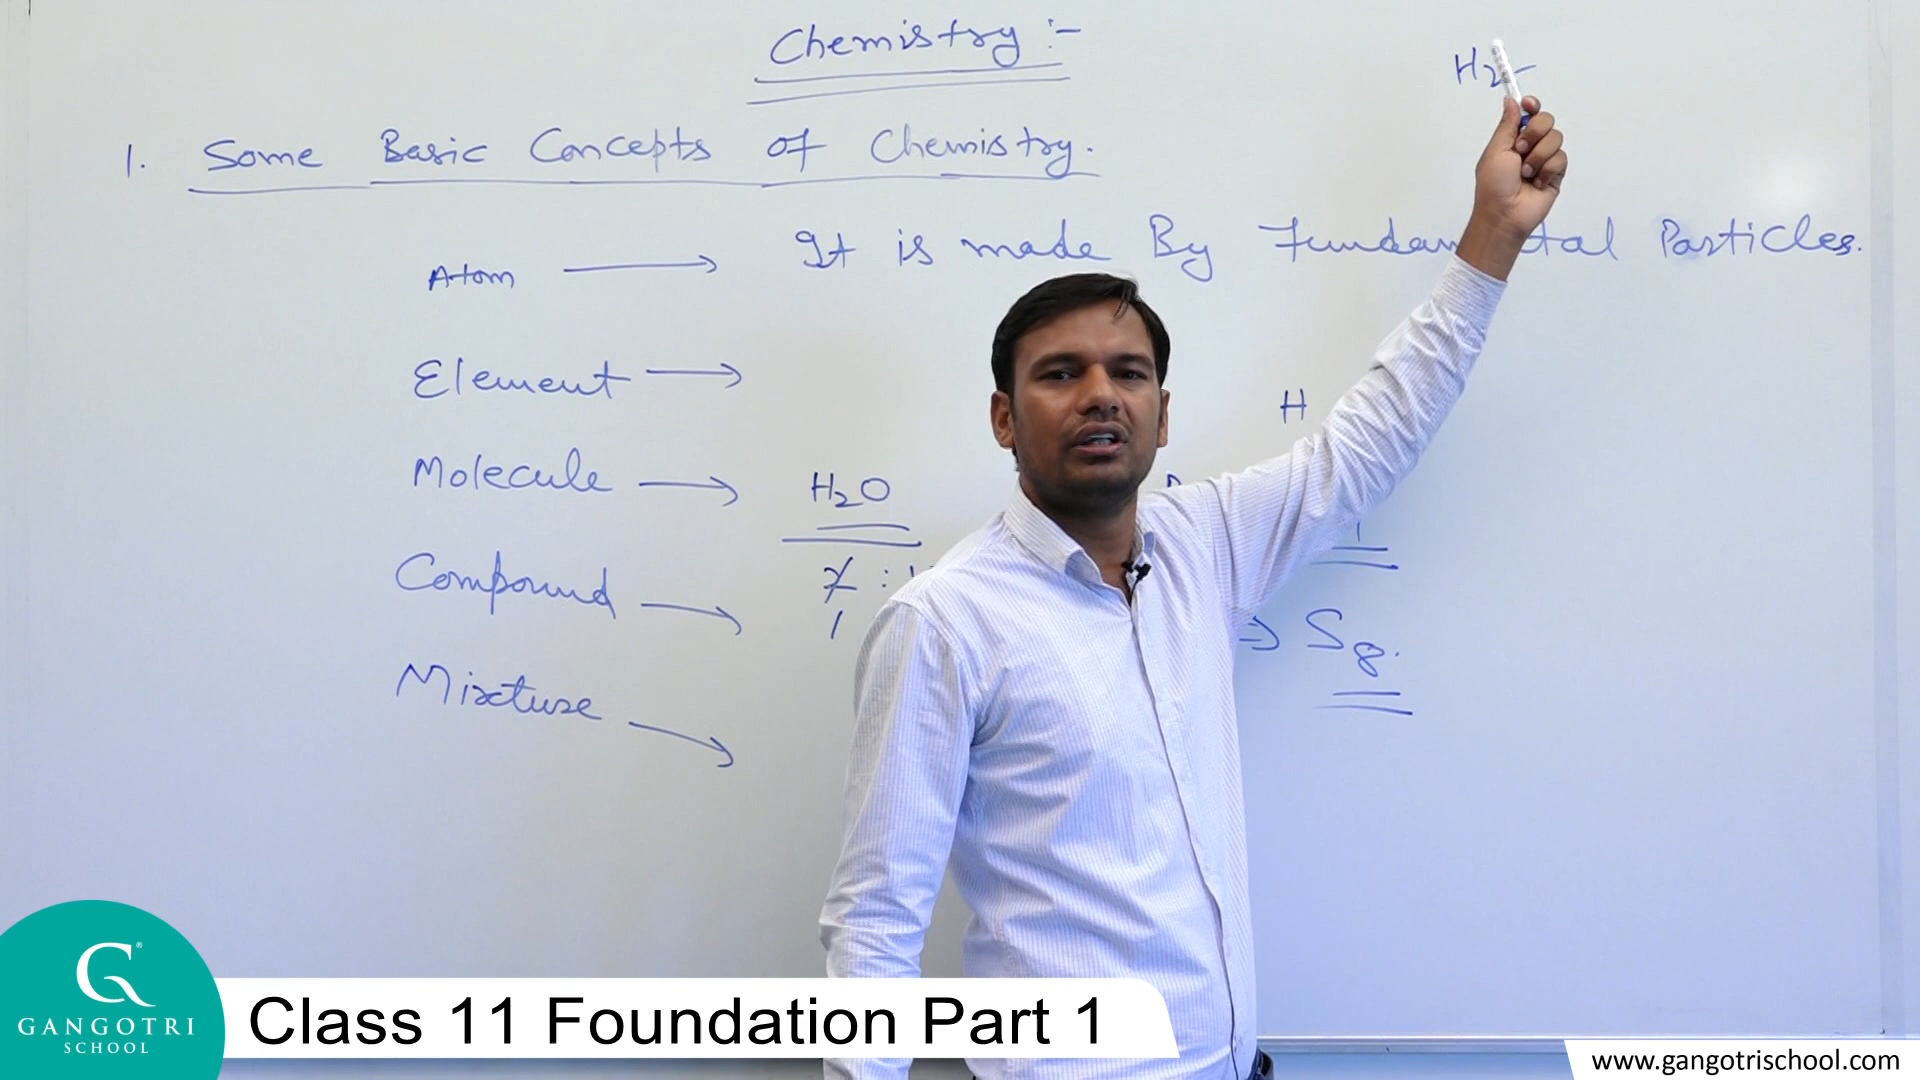 Chemistry :-
H2
1. Some Basic Concepts of Chemistry.
Atom → It is made By Particles.
Element →
H
Molecule → H2O
Compound →
1
⇒ S8.
Mixture →
G®
GANGOTRI
SCHOOL
Class 11 Foundation Part 1
www.gangotrischool.com